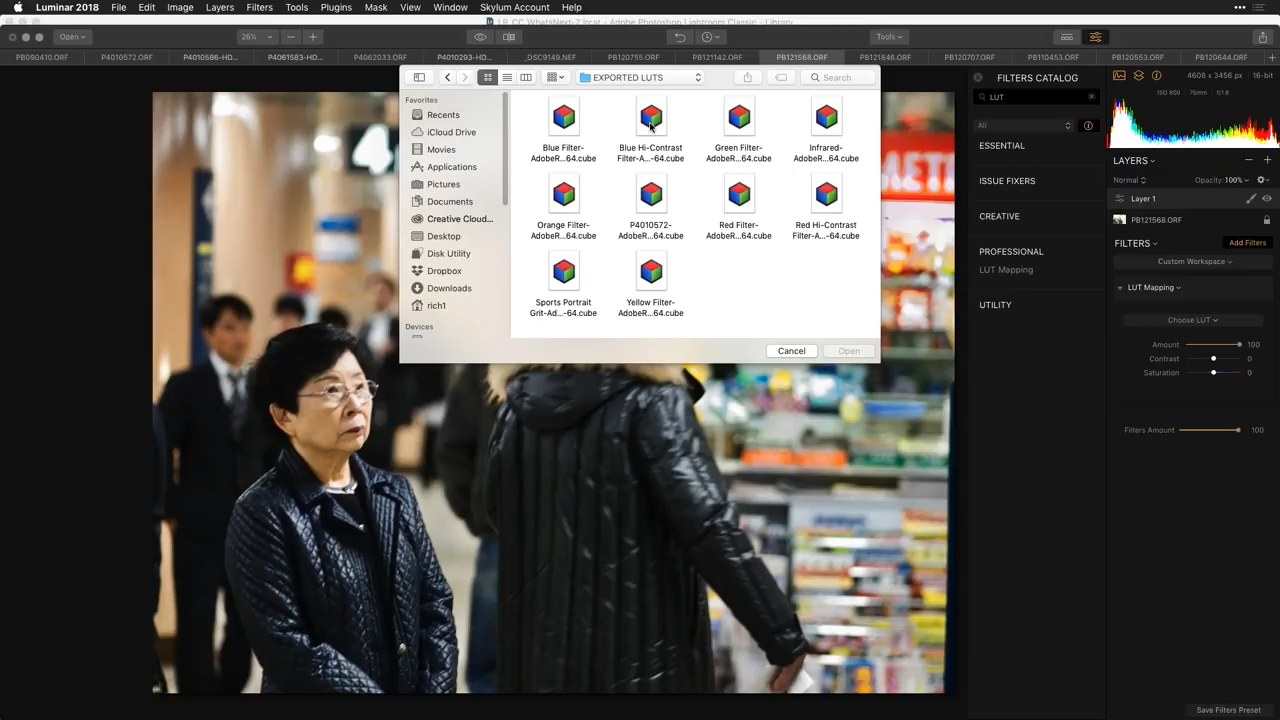 Luminar 2018 File Edit Image Layers Filters Tools Plugins Mask View Window Skylum Account Help
LR CC WhatsNext-2.lrcat - Adobe Photoshop Lightroom Classic - Library
Open 26% Tools
PB090410.ORF P4010572.ORF P4010586-HD... P4061583-HD... P4062033.ORF P4010293-HD... _DSC9149.NEF PB120755.ORF PB121142.ORF PB121568.ORF PB121846.ORF PB120707.ORF PB110453.ORF PB120553.ORF PB120644.ORF
EXPORTED LUTS Search
Favorites
Recents
iCloud Drive
Movies
Applications
Pictures
Documents
Creative Cloud...
Desktop
Disk Utility
Dropbox
Downloads
rich1
Devices
Blue Filter-
AdobeR...64.cube
Blue Hi-Contrast
Filter-A...-64.cube
Green Filter-
AdobeR...64.cube
Infrared-
AdobeR...64.cube
Orange Filter-
AdobeR...64.cube
P4010572-
AdobeR...64.cube
Red Filter-
AdobeR...64.cube
Red Hi-Contrast
Filter-A...-64.cube
Sports Portrait
Grit-Ad...-64.cube
Yellow Filter-
AdobeR...64.cube
Cancel Open
FILTERS CATALOG
LUT
All
ESSENTIAL
ISSUE FIXERS
CREATIVE
PROFESSIONAL
LUT Mapping
UTILITY
4608 x 3456 px 16-bit
ISO 800 75mm f/1.8
LAYERS
Normal Opacity: 100%
Layer 1
PB121568.ORF
FILTERS Add Filters
Custom Workspace
LUT Mapping
Choose LUT
Amount 100
Contrast 0
Saturation 0
Filters Amount 100
Save Filters Preset